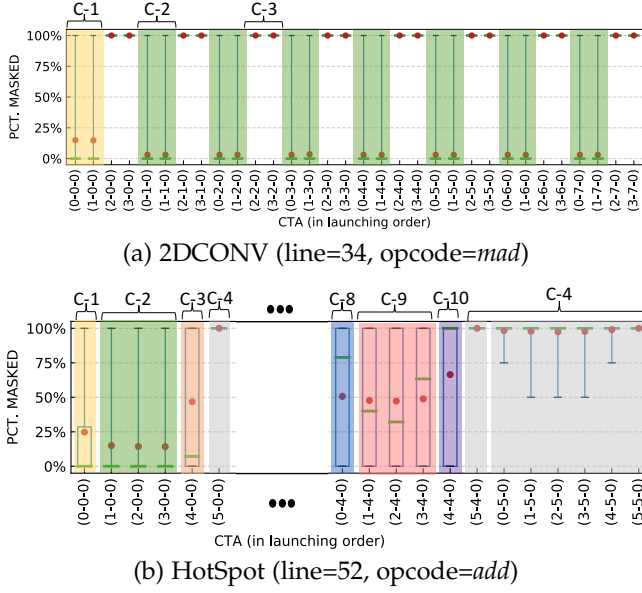 C-1 C-2 C-3
100%
75%
50%
25%
0%
PCT. MASKED
(0-0-0) (1-0-0) (2-0-0) (3-0-0) (0-1-0) (1-1-0) (2-1-0) (3-1-0) (0-2-0) (1-2-0) (2-2-0) (3-2-0) (0-3-0) (1-3-0) (2-3-0) (3-3-0) (0-4-0) (1-4-0) (2-4-0) (3-4-0) (0-5-0) (1-5-0) (2-5-0) (3-5-0) (0-6-0) (1-6-0) (2-6-0) (3-6-0) (0-7-0) (1-7-0) (2-7-0) (3-7-0)
CTA (in launching order)
(a) 2DCONV (line=34, opcode=mad)
C-1 C-2 C-3 C-4 ••• C-8 C-9 C-10 C-4
100%
75%
50%
25%
0%
PCT. MASKED
(0-0-0) (1-0-0) (2-0-0) (3-0-0) (4-0-0) (5-0-0) ••• (0-4-0) (1-4-0) (2-4-0) (3-4-0) (4-4-0) (5-4-0) (0-5-0) (1-5-0) (2-5-0) (3-5-0) (4-5-0) (5-5-0)
CTA (in launching order)
(b) HotSpot (line=52, opcode=add)